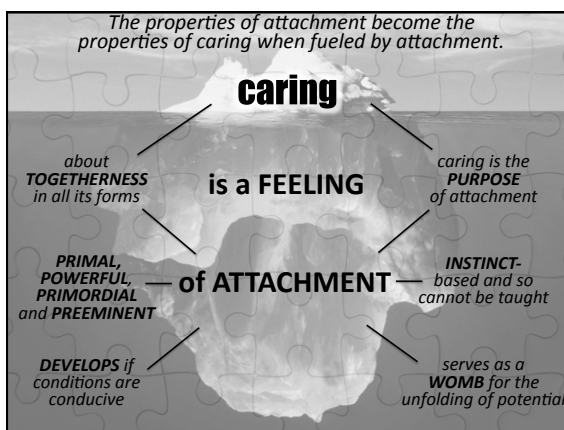 The properties of attachment become the
properties of caring when fueled by attachment.
caring
about
TOGETHERNESS
in all its forms
is a FEELING
caring is the
PURPOSE
of attachment
PRIMAL,
POWERFUL,
PRIMORDIAL
and PREEMINENT
of ATTACHMENT
INSTINCT-
based and so
cannot be taught
DEVELOPS if
conditions are
conducive
serves as a
WOMB for the
unfolding of potential